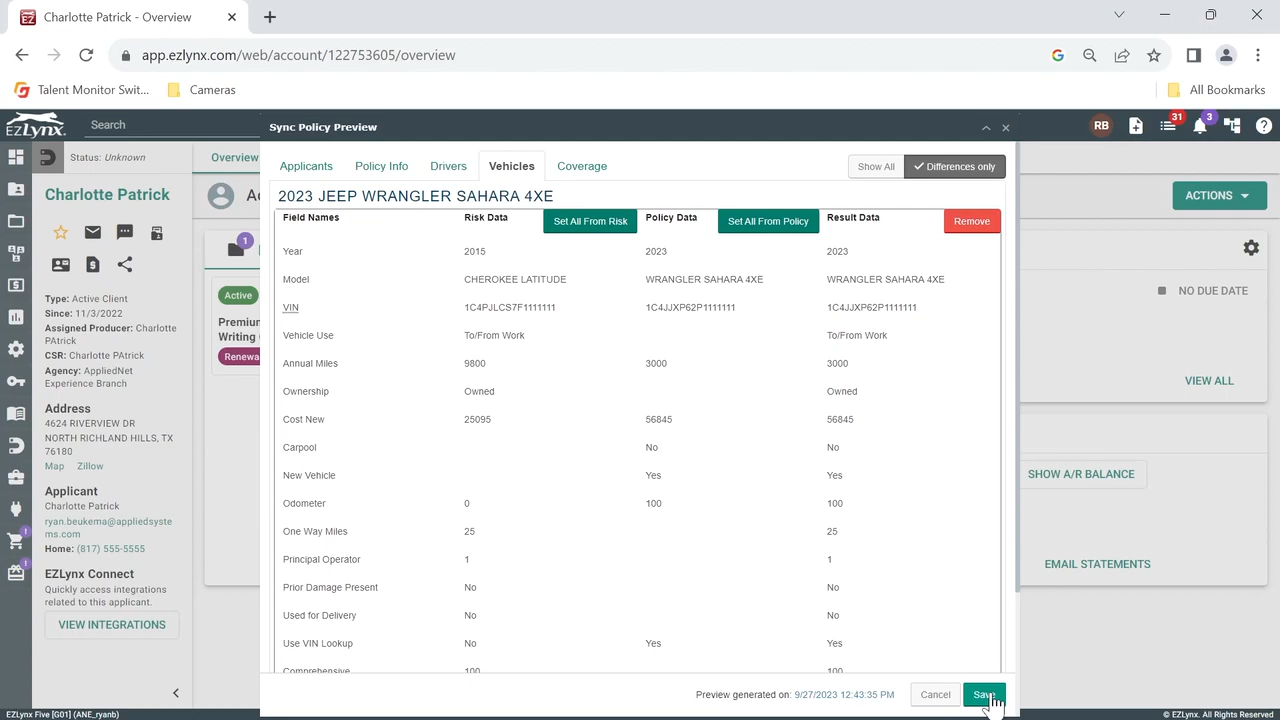 Charlotte Patrick - Overview
app.ezlynx.com/web/account/122753605/overview
Talent Monitor Swit...
Cameras
All Bookmarks
EZLynx
Search
Sync Policy Preview
RB
31
3
Status: Unknown
Overview
Applicants
Policy Info
Drivers
Vehicles
Coverage
Show All
Differences only
Charlotte Patrick
ACTIONS
2023 JEEP WRANGLER SAHARA 4XE
Field Names
Risk Data
Set All From Risk
Policy Data
Set All From Policy
Result Data
Remove
Year 2015 2023 2023
Model CHEROKEE LATITUDE WRANGLER SAHARA 4XE WRANGLER SAHARA 4XE
VIN 1C4PJLCS7F1111111 1C4JJXP62P1111111 1C4JJXP62P1111111
Vehicle Use To/From Work To/From Work
Annual Miles 9800 3000 3000
Ownership Owned Owned
Cost New 25095 56845 56845
Carpool No No
New Vehicle Yes Yes
Odometer 0 100 100
One Way Miles 25 25
Principal Operator 1 1
Prior Damage Present No No
Used for Delivery No No
Use VIN Lookup No Yes Yes
Comprehensive 100 100
Preview generated on: 9/27/2023 12:43:35 PM
Cancel
Save
Type: Active Client
Since: 11/3/2022
Assigned Producer: Charlotte
PAtrick
CSR: Charlotte PAtrick
Agency: AppliedNet
Experience Branch
Address
4624 RIVERVIEW DR
NORTH RICHLAND HILLS, TX
76180
Map Zillow
Applicant
Charlotte Patrick
ryan.beukema@appliedsyste
ms.com
Home: (817) 555-5555
EZLynx Connect
Quickly access integrations
related to this applicant.
VIEW INTEGRATIONS
1
1
1
Active
Premium
Writing C
Renewa
NO DUE DATE
VIEW ALL
SHOW A/R BALANCE
EMAIL STATEMENTS
EZLynx Five [G01] (ANE_ryanb)
© EZLynx. All Rights Reserved